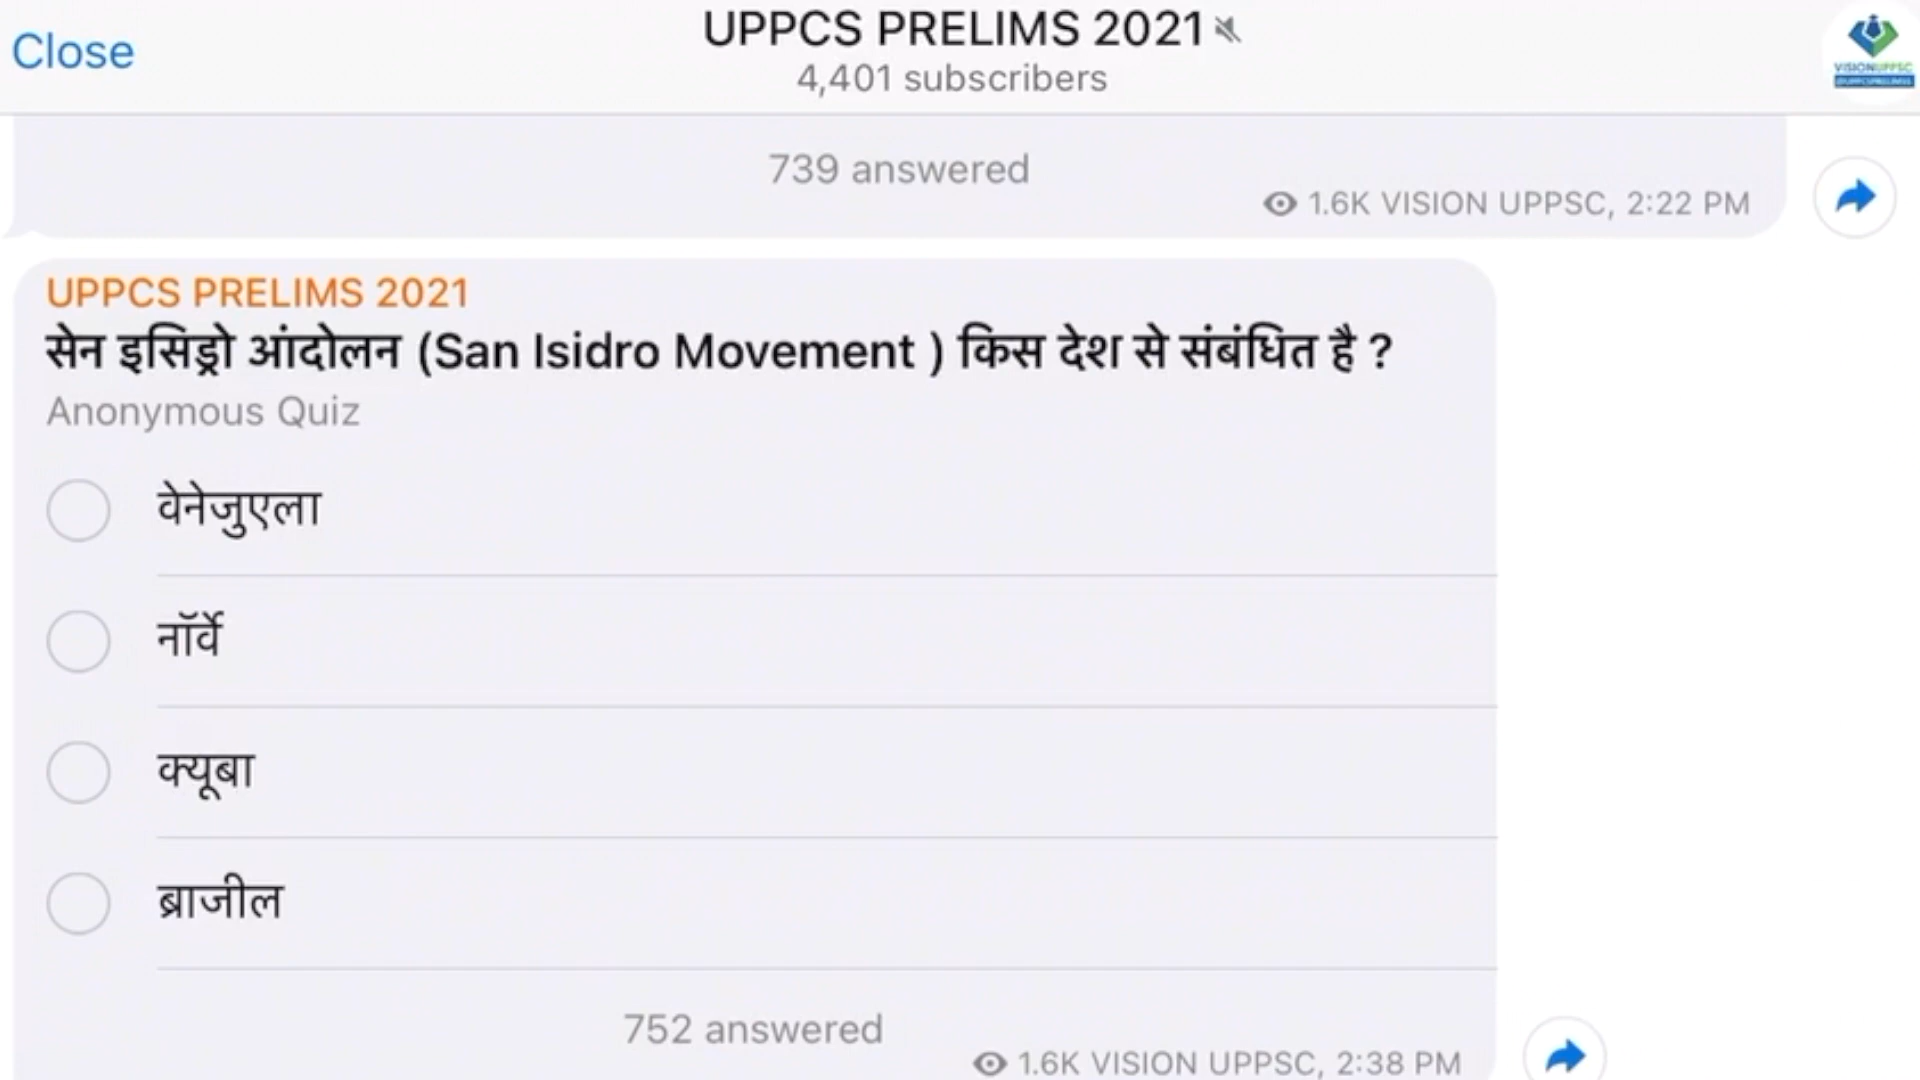 Close
UPPCS PRELIMS 2021
4,401 subscribers
VISIONUPPSC
739 answered
1.6K VISION UPPSC, 2:22 PM
UPPCS PRELIMS 2021
सेन इसिड्रो आंदोलन (San Isidro Movement ) किस देश से संबंधित है ?
Anonymous Quiz
वेनेजुएला
नॉर्वे
क्यूबा
ब्राजील
752 answered
1.6K VISION UPPSC, 2:38 PM